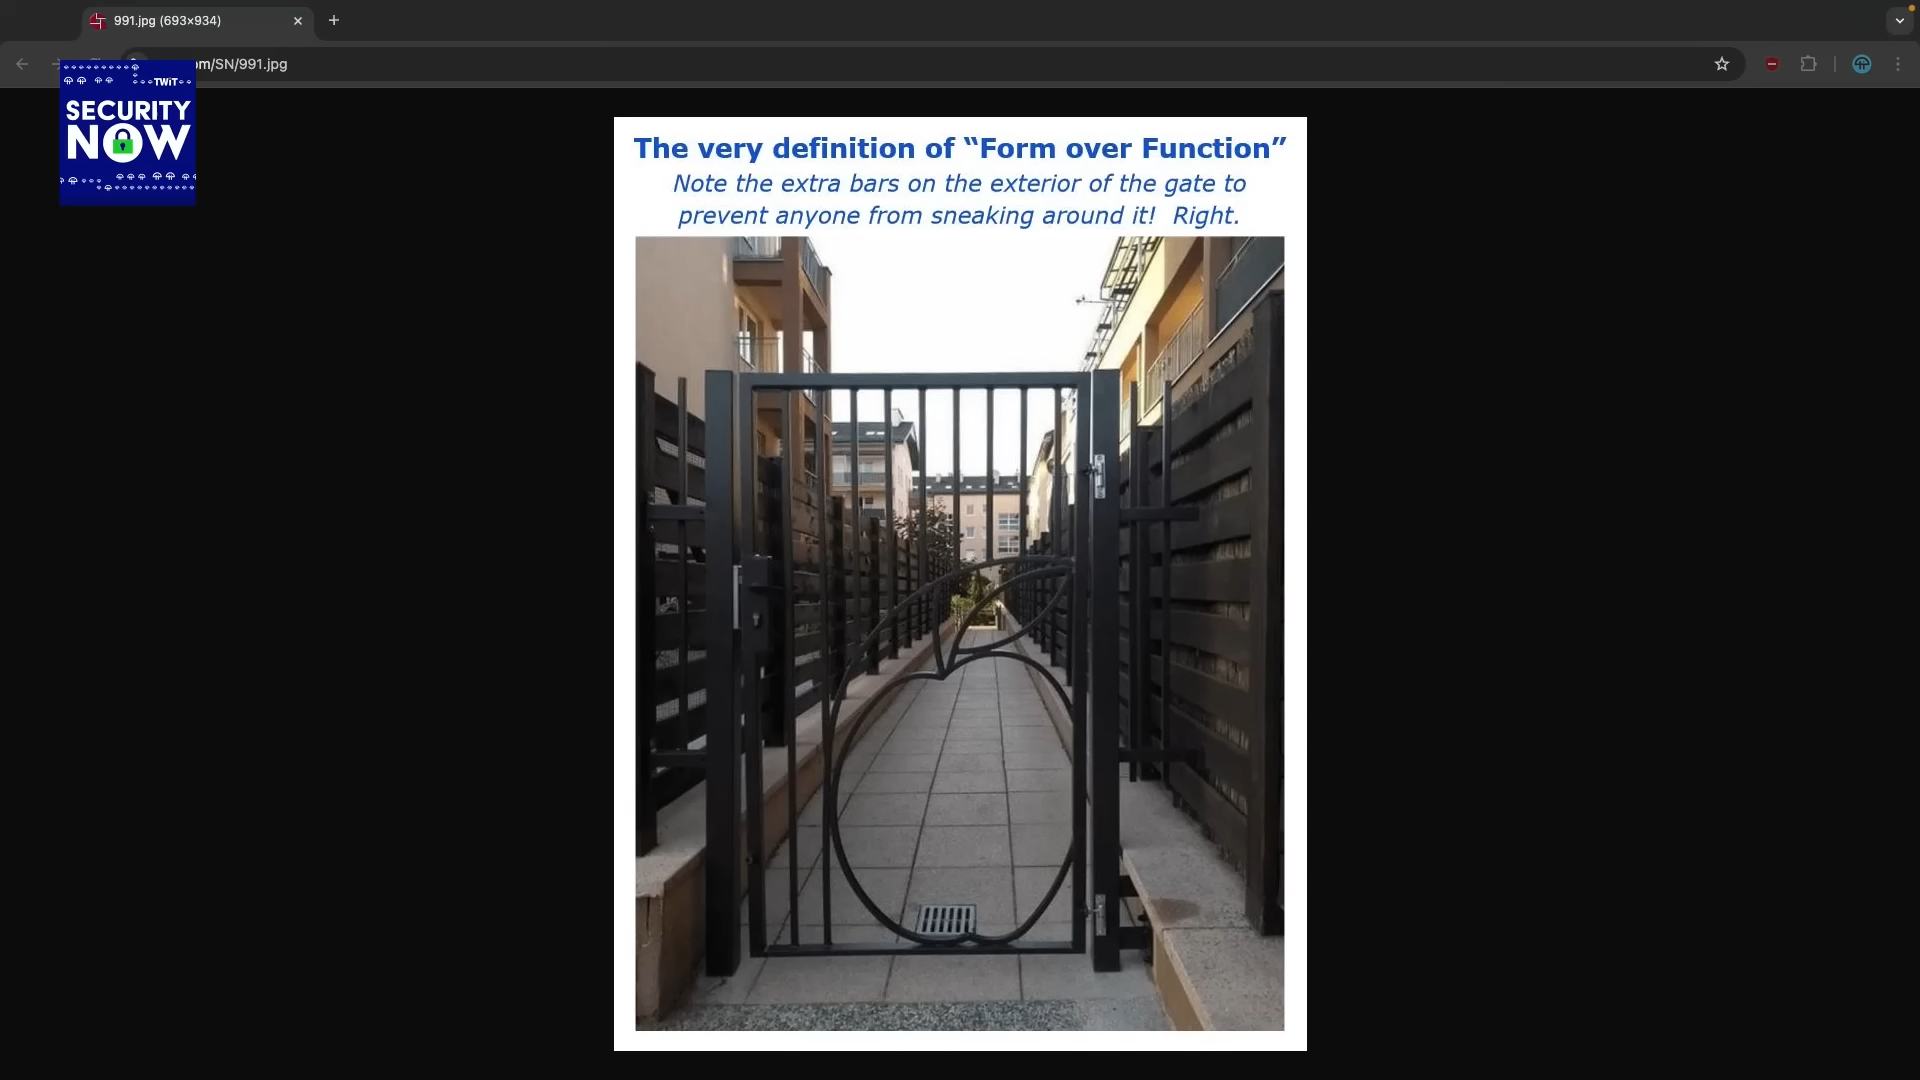 991.jpg (693×934)
om/SN/991.jpg
TWiT
SECURITY
NOW
The very definition of “Form over Function”
Note the extra bars on the exterior of the gate to
prevent anyone from sneaking around it!  Right.